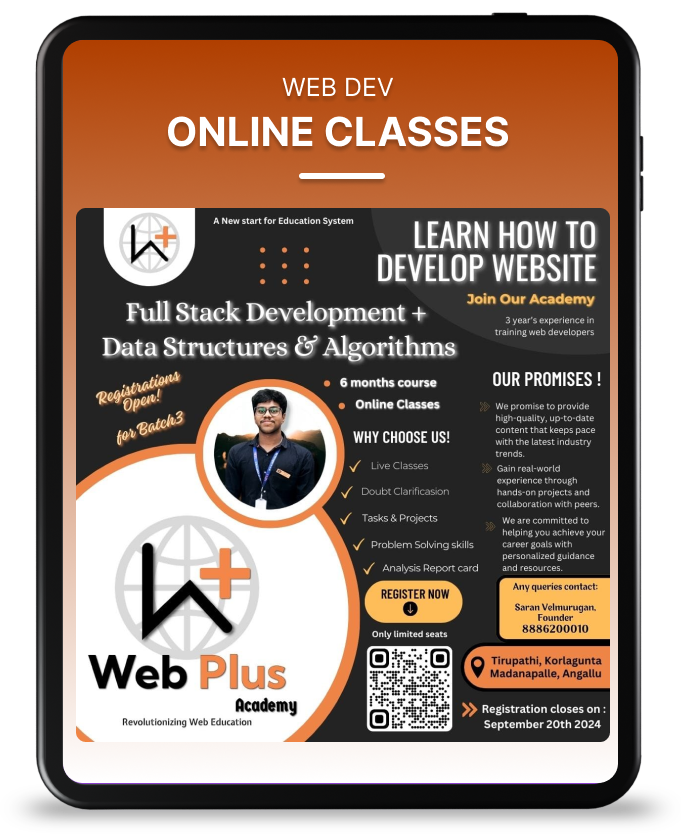 WEB DEV
ONLINE CLASSES
A New start for Education System
LEARN HOW TO
DEVELOP WEBSITE
Join Our Academy
3 year's experience in
training web developers
Full Stack Development +
Data Structures & Algorithms
Registrations
Open!
for Batch3
6 months course
Online Classes
WHY CHOOSE US!
Live Classes
Doubt Clarificasion
Tasks & Projects
Problem Solving skills
Analysis Report card
REGISTER NOW
Only limited seats
OUR PROMISES !
We promise to provide
high-quality, up-to-date
content that keeps pace
with the latest industry
trends.
Gain real-world
experience through
hands-on projects and
collaboration with peers.
We are committed to
helping you achieve your
career goals with
personalized guidance
and resources.
Any queries contact:
Saran Velmurugan,
Founder
8886200010
Tirupathi, Korlagunta
Madanapalle, Angallu
Registration closes on :
September 20th 2024
Web Plus
Academy
Revolutionizing Web Education